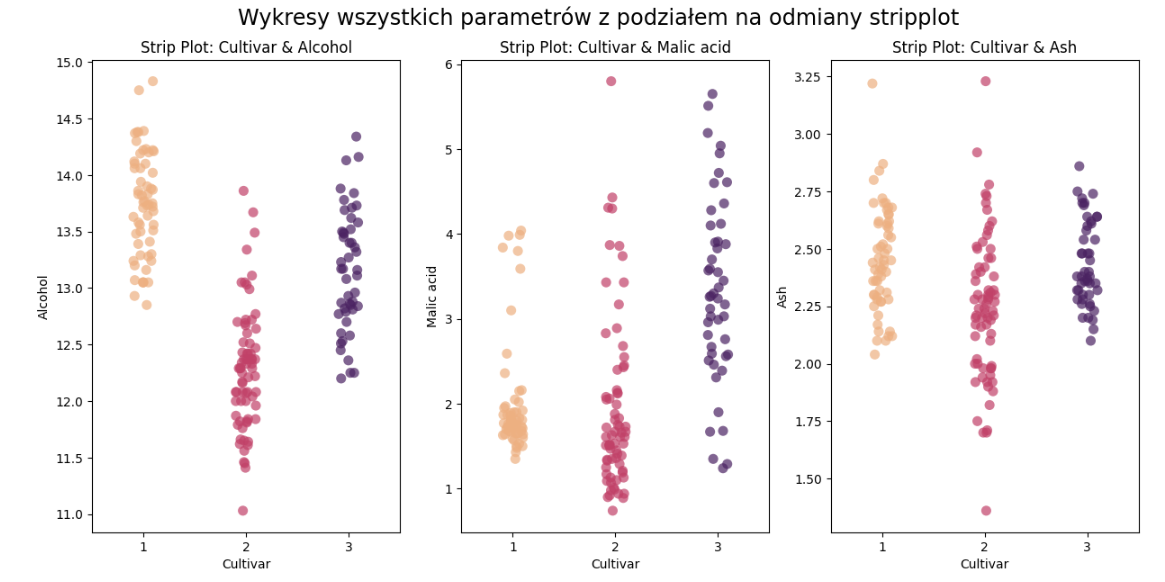 Wykresy wszystkich parametrów z podziałem na odmiany stripplot
Strip Plot: Cultivar & Alcohol
Strip Plot: Cultivar & Malic acid
Strip Plot: Cultivar & Ash
15.0
14.5
14.0
13.5
13.0
12.5
12.0
11.5
11.0
Alcohol
1 2 3
Cultivar
6
5
4
3
2
1
Malic acid
1 2 3
Cultivar
3.25
3.00
2.75
2.50
2.25
2.00
1.75
1.50
Ash
1 2 3
Cultivar